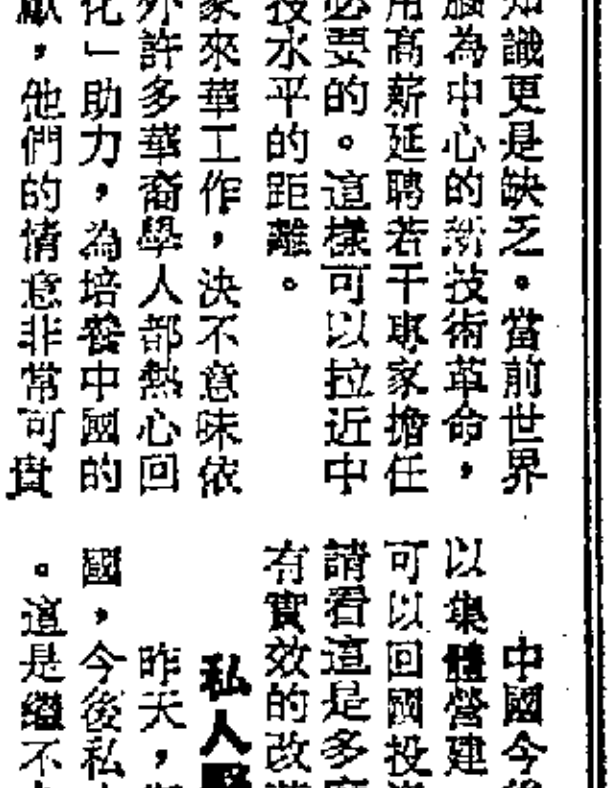 知識更是缺乏。當前世界
腦為中心的新技術革命，
用高薪延聘若干專家擔任
必要的。這樣可以拉近中
技水平的距離。
家來華工作，決不意味依
外許多華裔學人都熱心回
化」助力，為培養中國的
獻，他們的情意非常可貴
中國今後
以集體營建
可以回國投
請看這是多
有實效的改
私人
昨天，
國，今後私
。這是繼不